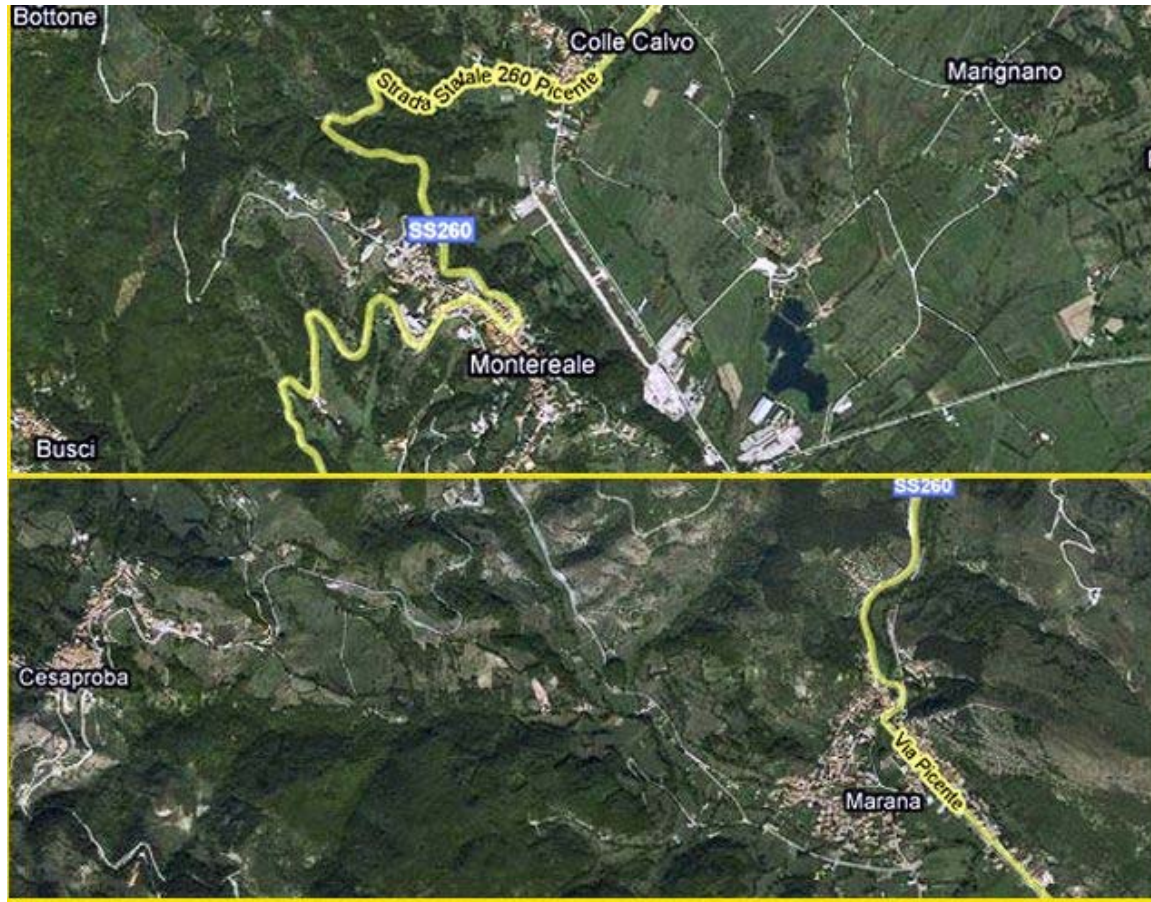 Bottone
Colle Calvo
Strada Statale 260 Picente
Marignano
SS260
Montereale
Busci
SS260
Cesaproba
Via Picente
Marana